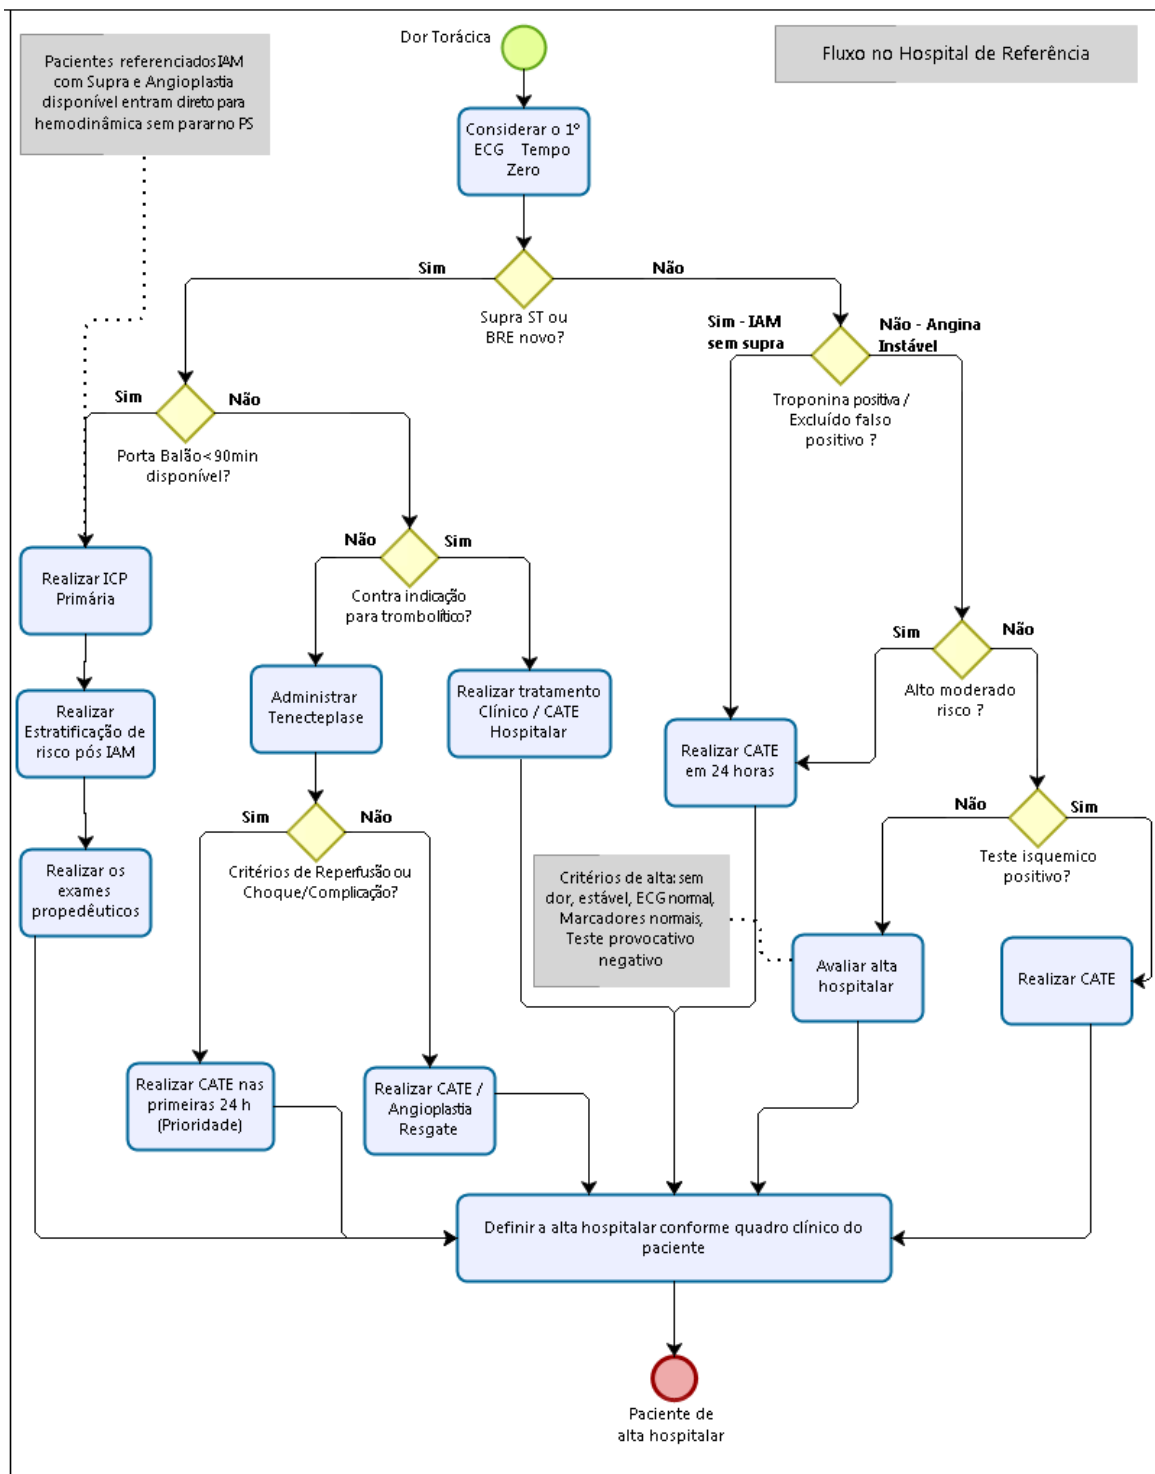 Dor Torácica
Fluxo no Hospital de Referência
Pacientes referenciados IAM
com Supra e Angioplastia
disponível entram direto para
hemodinâmica sem parar no PS
Considerar o 1º
ECG Tempo
Zero
Sim
Não
Supra ST ou
BRE novo?
Sim - IAM
sem supra
Não - Angina
Instável
Troponina positiva /
Excluído falso
positivo ?
Sim
Não
Porta Balão<90min
disponível?
Não
Sim
Contra indicação
para trombolítico?
Realizar ICP
Primária
Sim
Não
Alto moderado
risco ?
Administrar
Tenecteplase
Realizar tratamento
Clínico / CATE
Hospitalar
Realizar
Estratificação de
risco pós IAM
Realizar CATE
em 24 horas
Não
Sim
Teste isquemico
positivo?
Sim
Não
Critérios de Reperfusão ou
Choque/Complicação?
Realizar os
exames
propedêuticos
Critérios de alta: sem
dor, estável, ECG normal,
Marcadores normais,
Teste provocativo
negativo
Avaliar alta
hospitalar
Realizar CATE
Realizar CATE nas
primeiras 24 h
(Prioridade)
Realizar CATE /
Angioplastia
Resgate
Definir a alta hospitalar conforme quadro clínico do
paciente
Paciente de
alta hospitalar